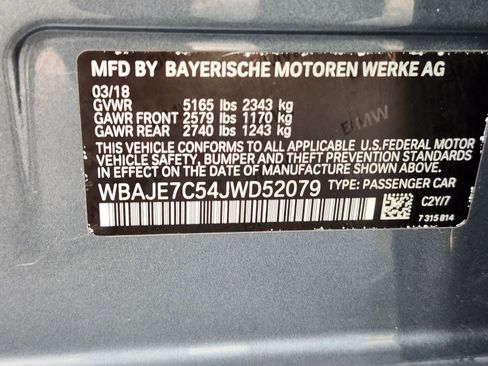 MFD BY BAYERISCHE MOTOREN WERKE AG
03/18
GVWR 5165 lbs 2343 kg
GAWR FRONT 2579 lbs 1170 kg
GAWR REAR 2740 lbs 1243 kg
BMW
THIS VEHICLE CONFORMS TO ALL APPLICABLE U.S.FEDERAL MOTOR
VEHICLE SAFETY, BUMPER, AND THEFT PREVENTION
STANDARDS IN EFFECT ON THE DATE OF MANUFACTURE SHOWN ABOVE.
WBAJE7C54JWD52079 TYPE: PASSENGER CAR
C2Y/7
7 315 814